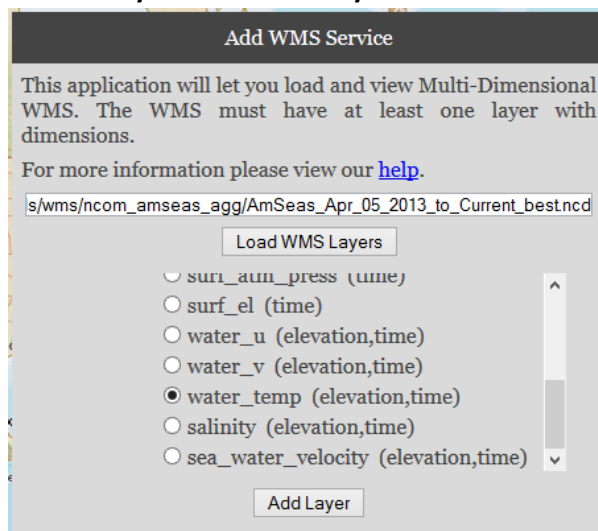 Add WMS Service
This application will let you load and view Multi-Dimensional
WMS. The WMS must have at least one layer with
dimensions.
For more information please view our help.
s/wms/ncom_amseas_agg/AmSeas_Apr_05_2013_to_Current_best.ncd
Load WMS Layers
surf_atm_press (time)
surf_el (time)
water_u (elevation,time)
water_v (elevation,time)
water_temp (elevation,time)
salinity (elevation,time)
sea_water_velocity (elevation,time)
Add Layer